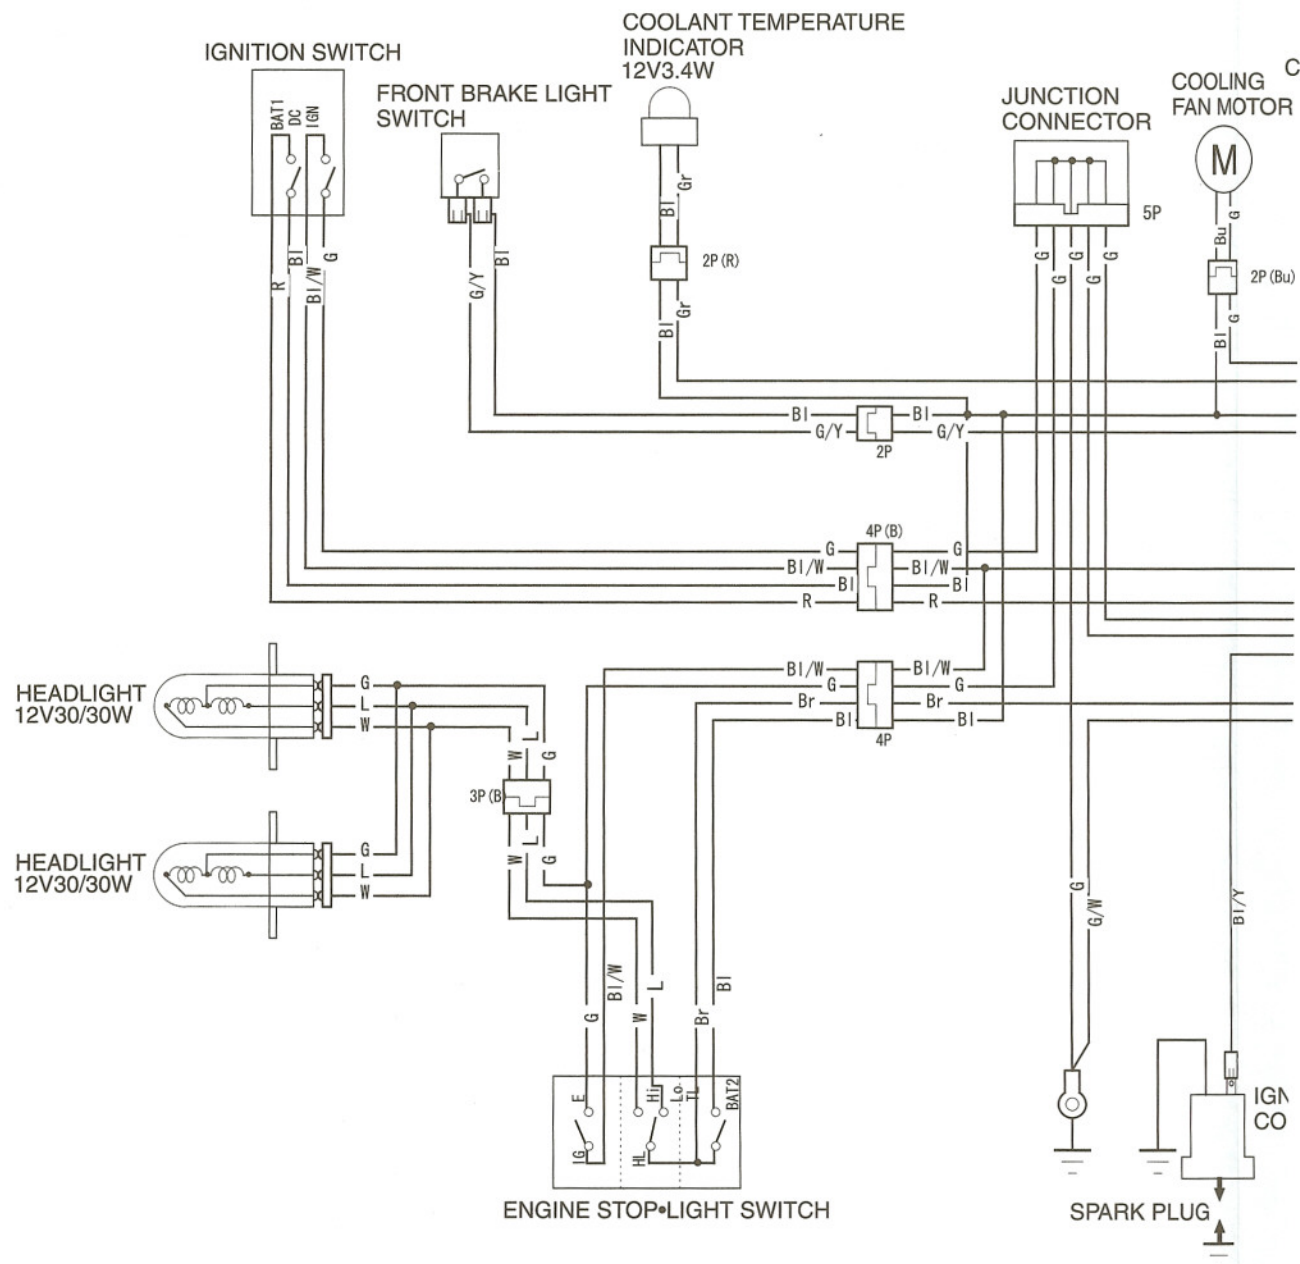 COOLANT TEMPERATURE
INDICATOR
12V3.4W
IGNITION SWITCH
FRONT BRAKE LIGHT
SWITCH
JUNCTION
CONNECTOR
COOLING
FAN MOTOR
C
BAT1
DC
IGN
M
5P
Gr
Bl
2P(R)
Gr
Bl
Bu
G
2P(Bu)
G
Bl
R
Bl
Bl/W
G
G/Y
Bl
G
G
G
G
G
Bl
Bl
G/Y
G/Y
2P
4P(B)
G
G
Bl/W
Bl/W
Bl
Bl
R
R
HEADLIGHT
12V30/30W
G
L
W
Bl/W
Bl/W
G
G
Br
Br
Bl
Bl
4P
W
L
G
3P(B
W
L
G
HEADLIGHT
12V30/30W
G
L
W
G
G/W
Bl/Y
G
Bl/W
W
L
Br
Bl
E
IG
Hi
HL
Lo
TL
BAT2
ENGINE STOP•LIGHT SWITCH
IGN
CO
SPARK PLUG